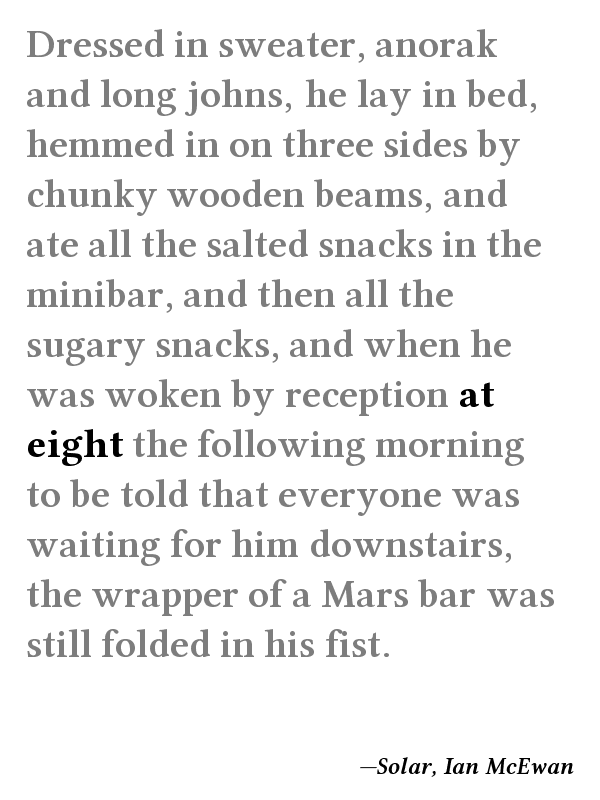 Dressed in sweater, anorak
and long johns, he lay in bed,
hemmed in on three sides by
chunky wooden beams, and
ate all the salted snacks in the
minibar, and then all the
sugary snacks, and when he
was woken by reception at
eight the following morning
to be told that everyone was
waiting for him downstairs,
the wrapper of a Mars bar was
still folded in his fist.
—Solar, Ian McEwan